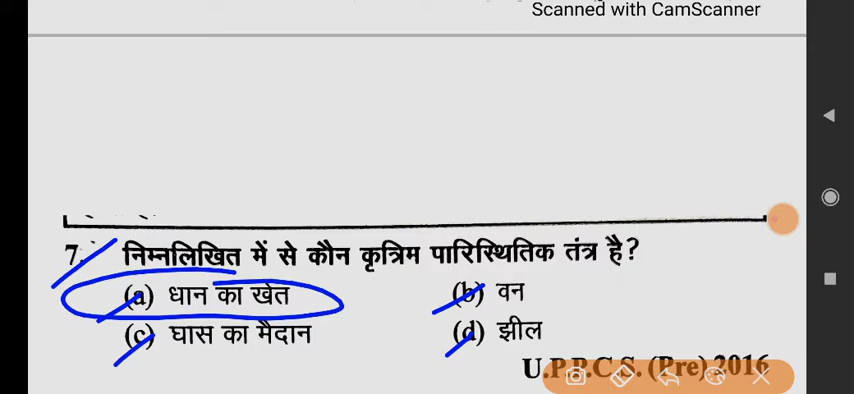 Scanned with CamScanner
7. निम्नलिखित में से कौन कृत्रिम पारिस्थितिक तंत्र है?
(a) धान का खेत (b) वन
(c) घास का मैदान (d) झील
U.P.P.C.S. (Pre) 2016